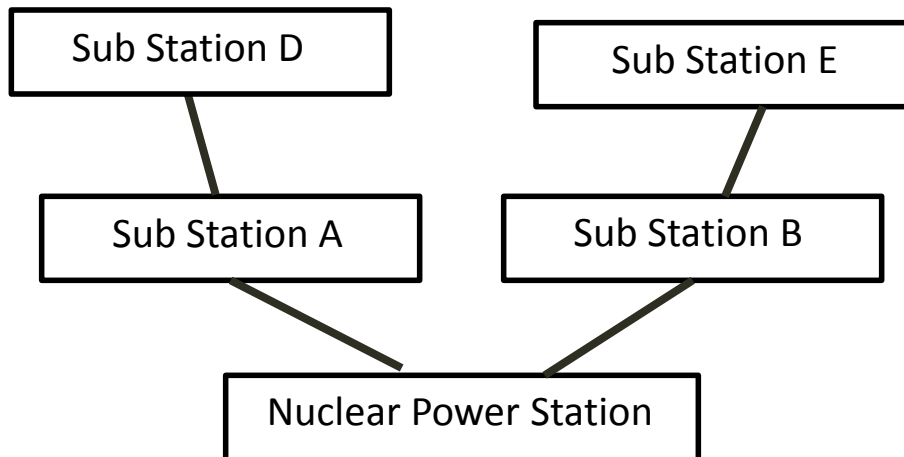 Sub Station D
Sub Station E
Sub Station A
Sub Station B
Nuclear Power Station